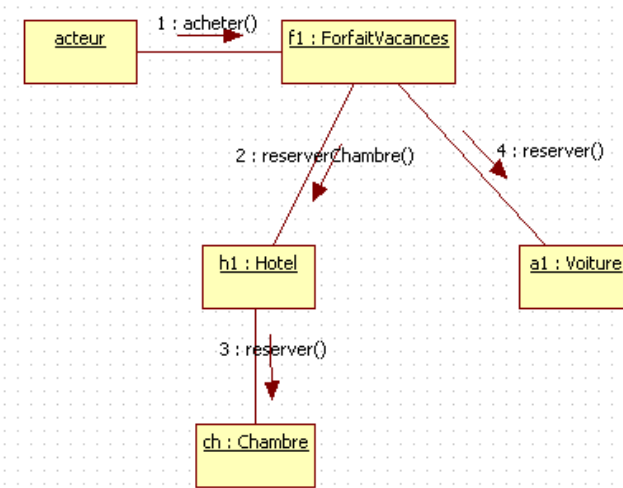 1 : acheter()
acteur
f1 : ForfaitVacances
2 : reserverChambre()
4 : reserver()
h1 : Hotel
a1 : Voiture
3 : reserver()
ch : Chambre